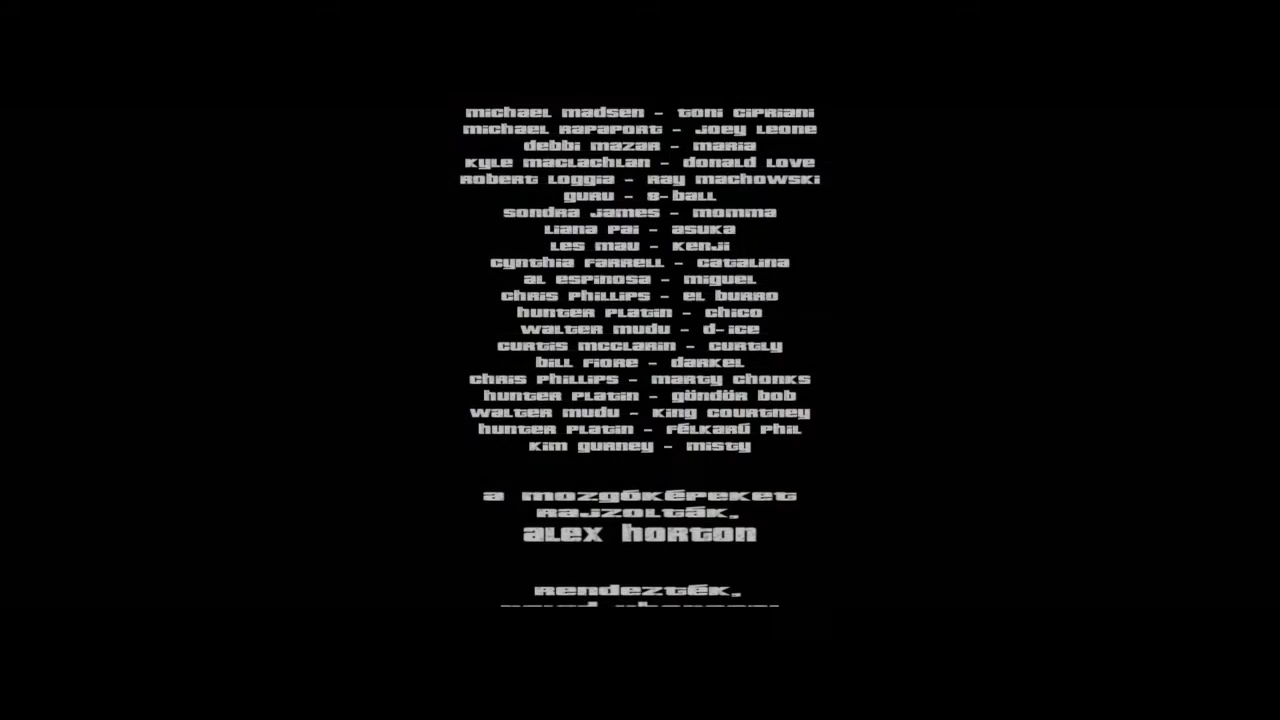 michael madsen - toni cipriani
michael rapaport - joey leone
debbi mazar - maria
kyle maclachlan - donald love
robert loggia - ray machowski
guru - 8-ball
sondra james - momma
liana pai - asuka
les mau - kenji
cynthia farrell - catalina
al espinosa - miguel
chris phillips - el burro
hunter platin - chico
walter mudu - d-ice
curtis mcclarin - curtly
bill fiore - darkel
chris phillips - marty chonks
hunter platin - göndör bob
walter mudu - king courtney
hunter platin - félkarú phil
kim gurney - misty
a mozgóképeket
rajzolták,
alex horton
rendezték,